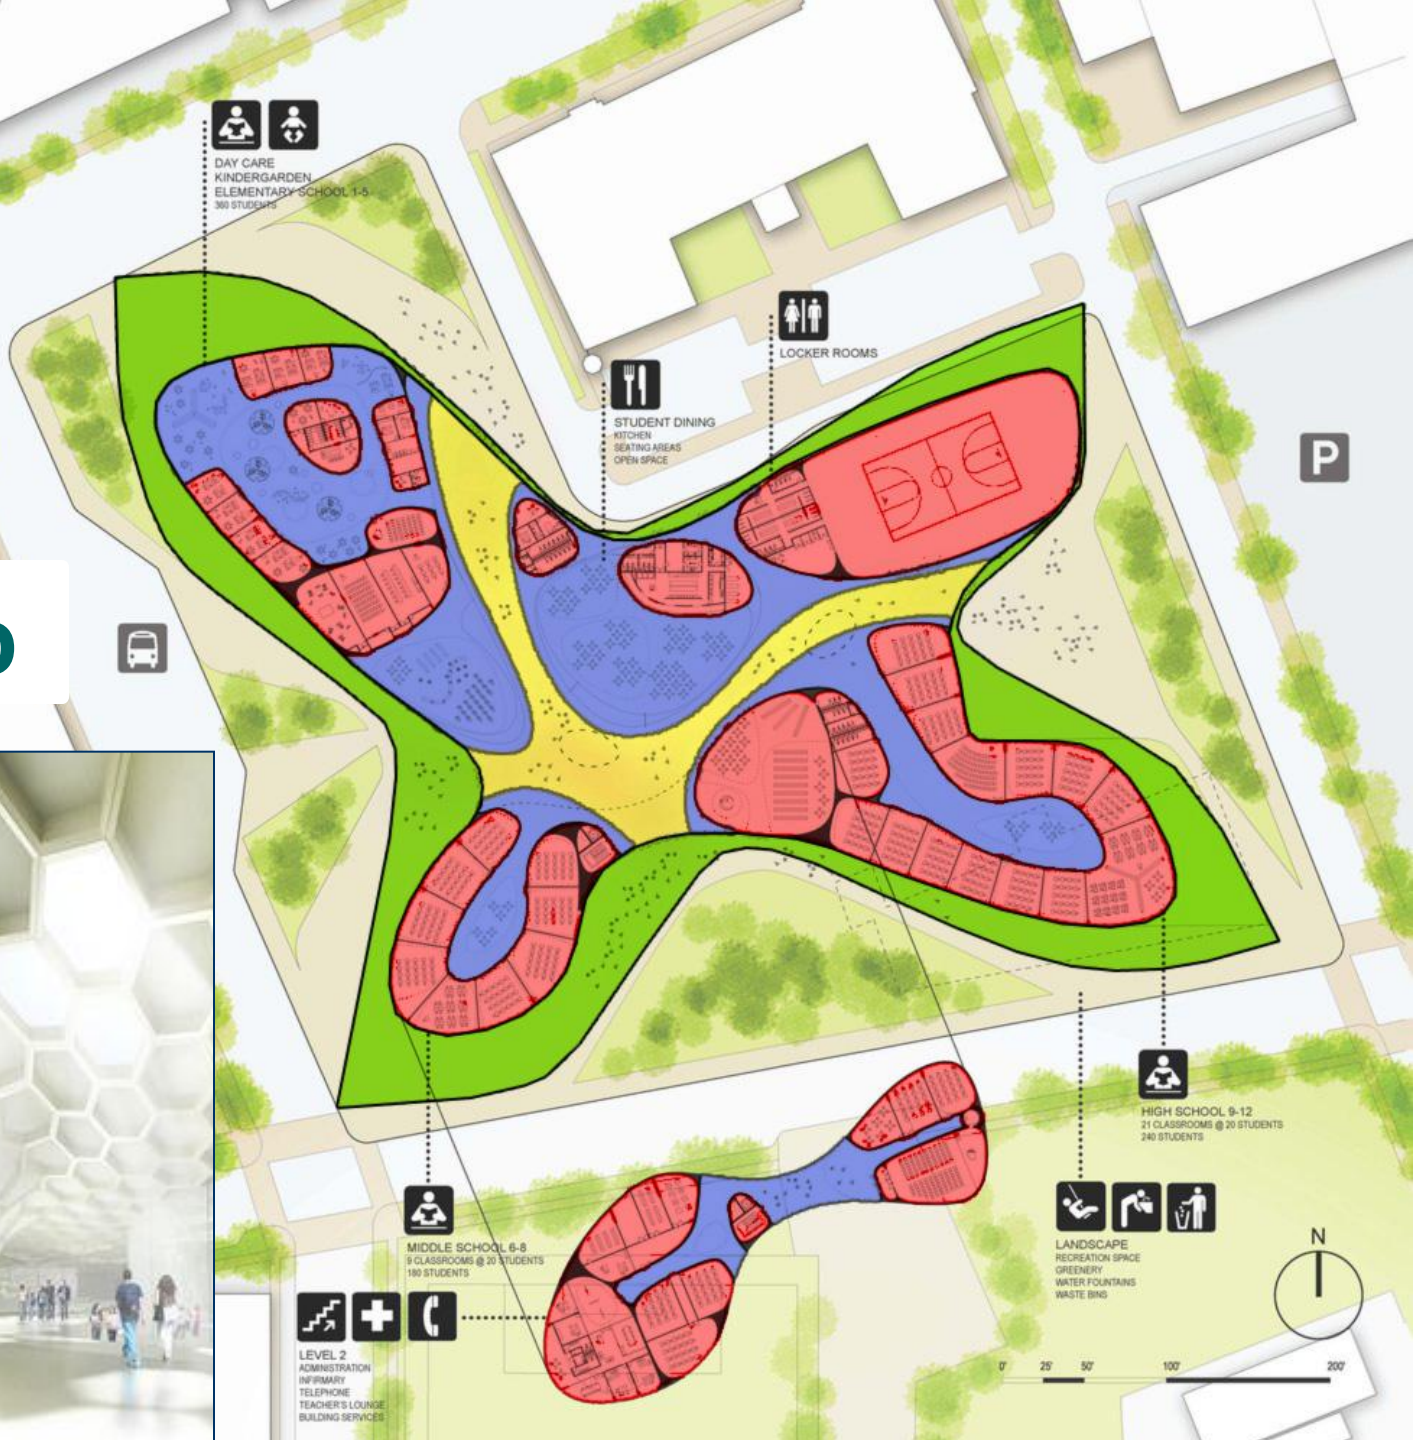 DAY CARE
KINDERGARDEN
ELEMENTARY SCHOOL 1-5
360 STUDENTS
LOCKER ROOMS
STUDENT DINING
KITCHEN
SEATING AREAS
OPEN SPACE
P
HIGH SCHOOL 9-12
21 CLASSROOMS @ 20 STUDENTS
240 STUDENTS
MIDDLE SCHOOL 6-8
9 CLASSROOMS @ 20 STUDENTS
180 STUDENTS
LANDSCAPE
RECREATION SPACE
GREENERY
WATER FOUNTAINS
WASTE BINS
N
LEVEL 2
ADMINISTRATION
INFIRMARY
TELEPHONE
TEACHER'S LOUNGE
BUILDING SERVICES
0' 25' 50' 100' 200'